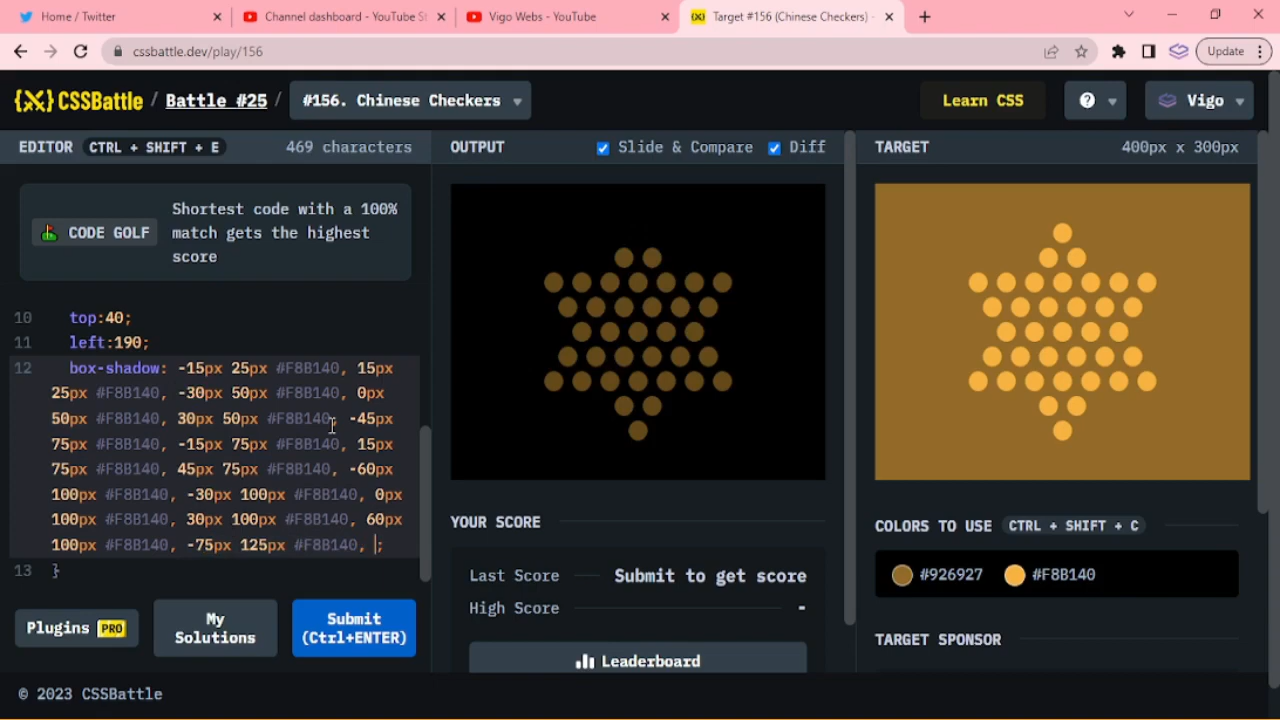 Home / Twitter
Channel dashboard - YouTube St
Vigo Webs - YouTube
Target #156 (Chinese Checkers) -
cssbattle.dev/play/156
Update
CSSBattle / Battle #25 / #156. Chinese Checkers
Learn CSS
Vigo
EDITOR CTRL + SHIFT + E 469 characters
OUTPUT Slide & Compare Diff
TARGET 400px x 300px
CODE GOLF
Shortest code with a 100%
match gets the highest
score
10 top:40;
11 left:190;
12 box-shadow: -15px 25px #F8B140, 15px
25px #F8B140, -30px 50px #F8B140, 0px
50px #F8B140, 30px 50px #F8B140, -45px
75px #F8B140, -15px 75px #F8B140, 15px
75px #F8B140, 45px 75px #F8B140, -60px
100px #F8B140, -30px 100px #F8B140, 0px
100px #F8B140, 30px 100px #F8B140, 60px
100px #F8B140, -75px 125px #F8B140, ;
13 }
Plugins PRO
My
Solutions
Submit
(Ctrl+ENTER)
YOUR SCORE
Last Score Submit to get score
High Score -
Leaderboard
COLORS TO USE CTRL + SHIFT + C
#926927 #F8B140
TARGET SPONSOR
© 2023 CSSBattle